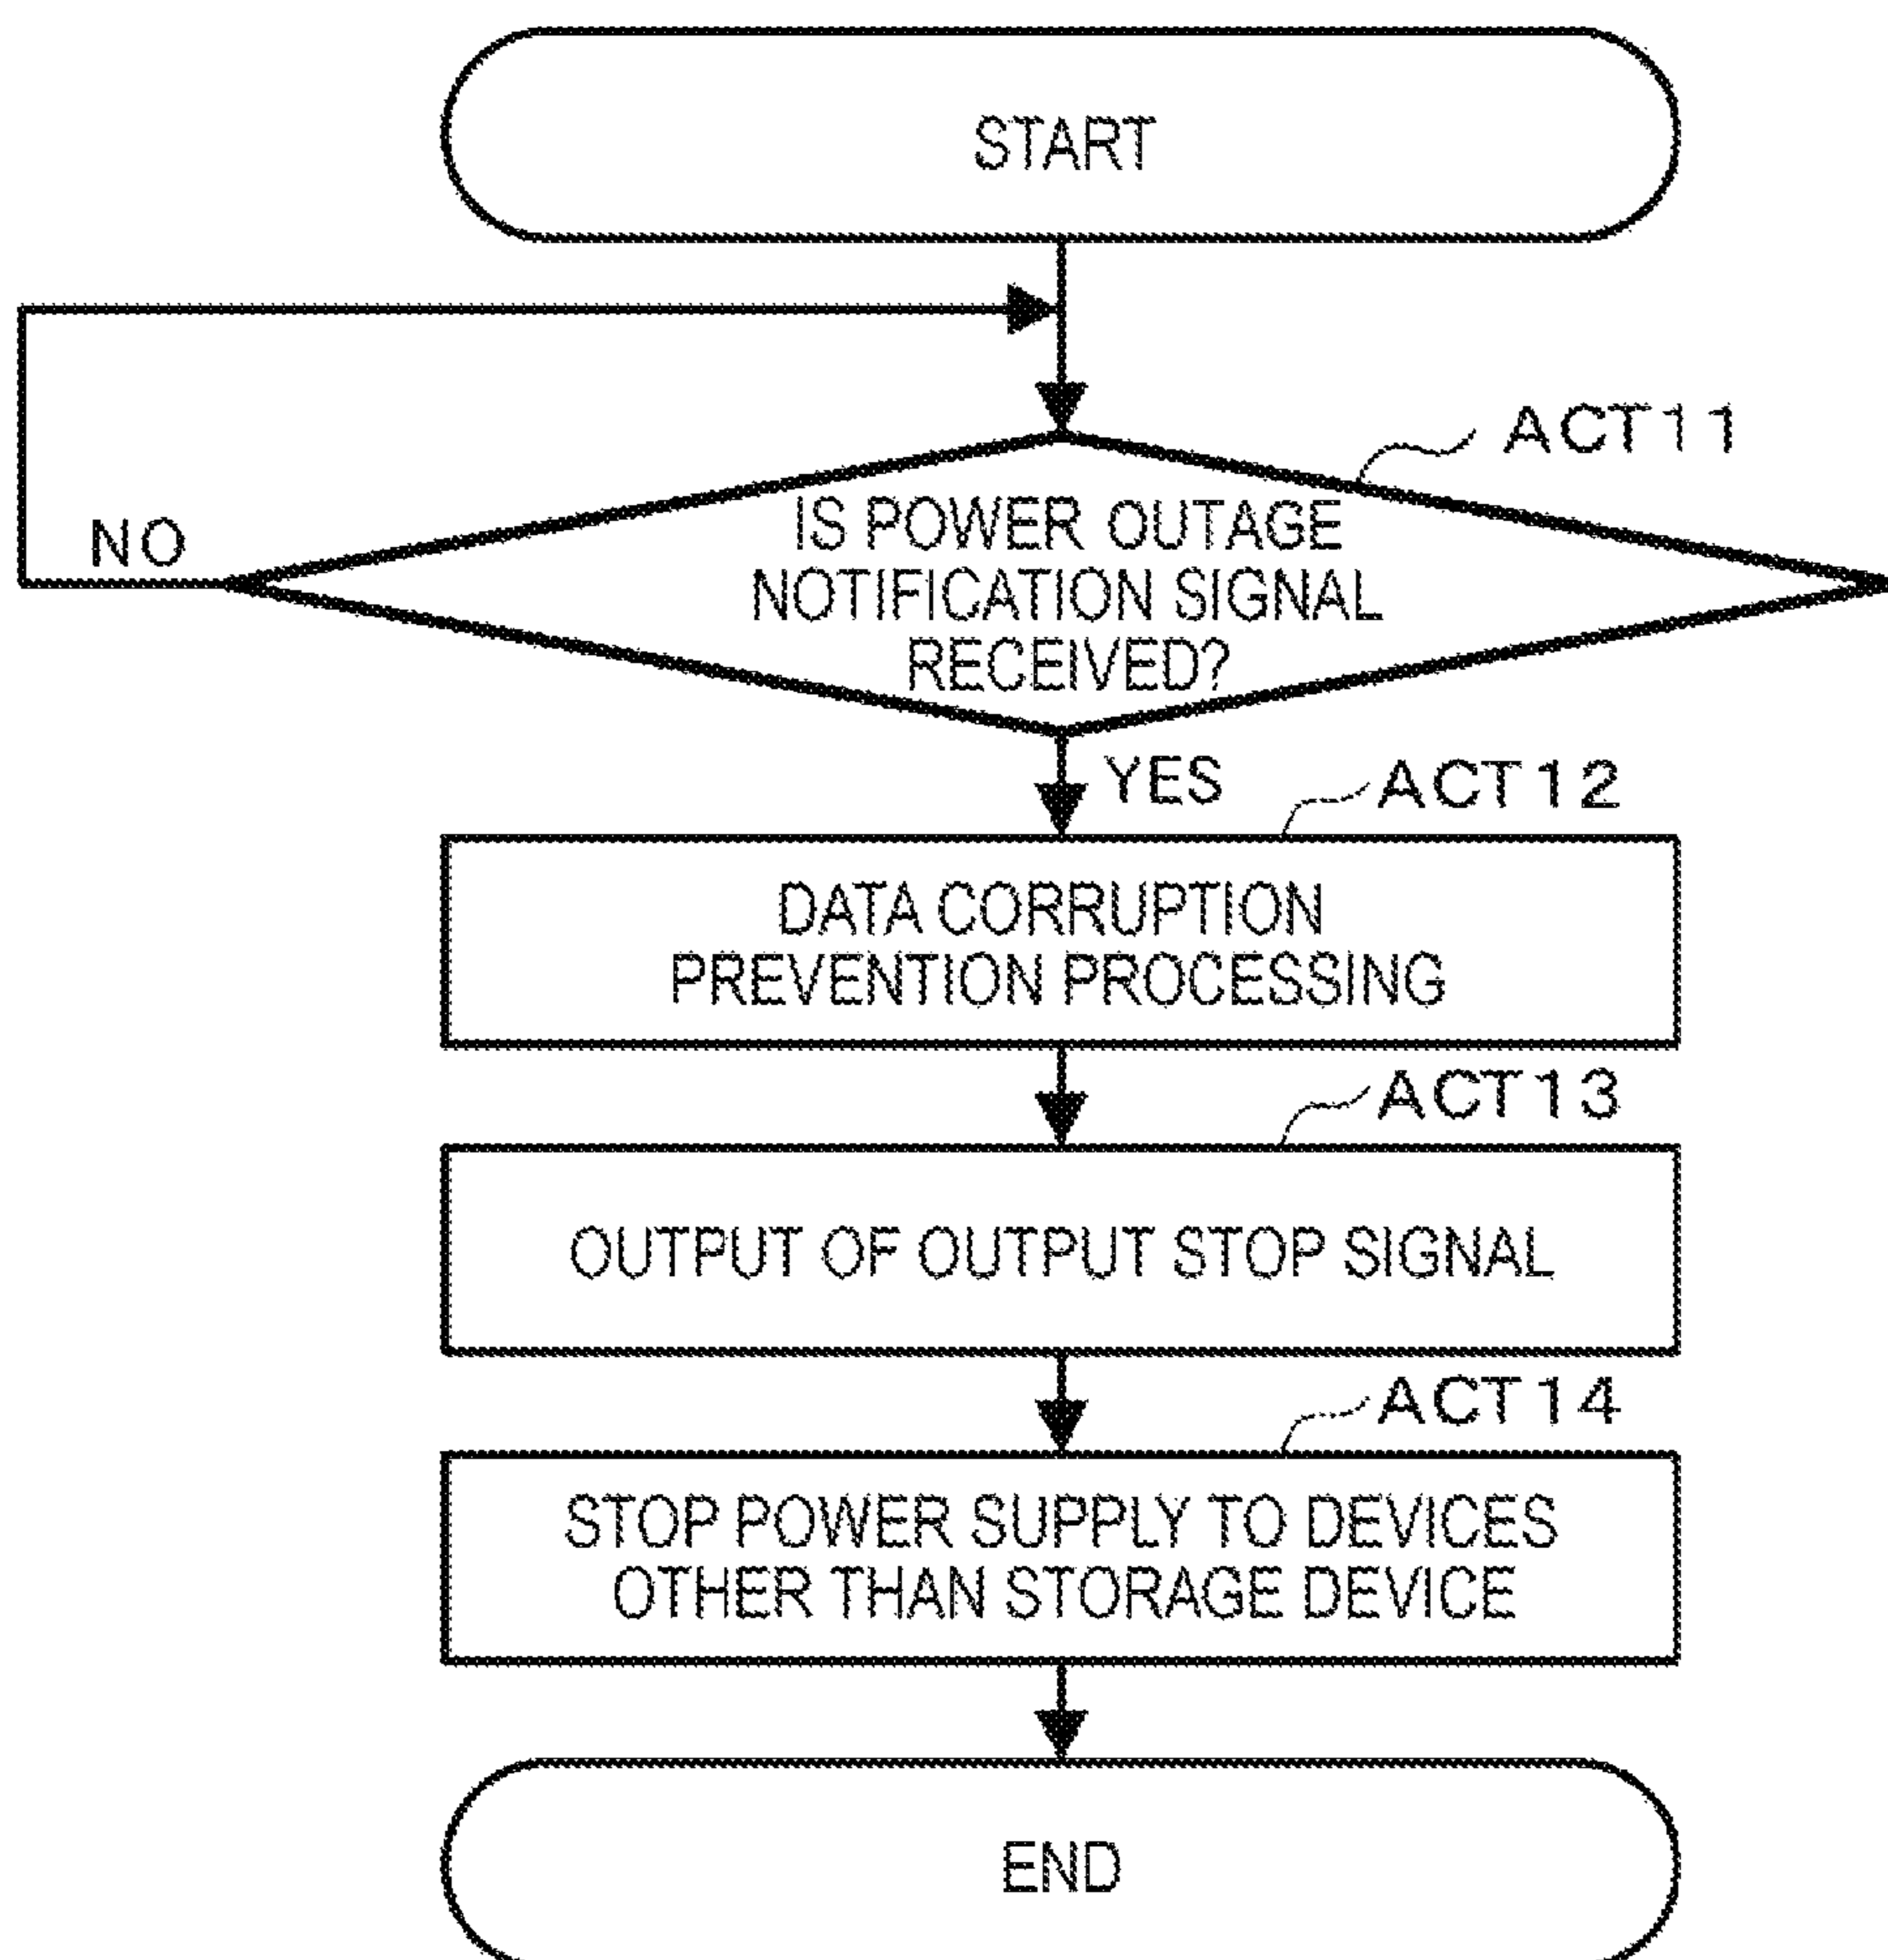 START
ACT11
IS POWER OUTAGE
NOTIFICATION SIGNAL
RECEIVED?
NO
YES
ACT12
DATA CORRUPTION
PREVENTION PROCESSING
ACT13
OUTPUT OF OUTPUT STOP SIGNAL
ACT14
STOP POWER SUPPLY TO DEVICES
OTHER THAN STORAGE DEVICE
END